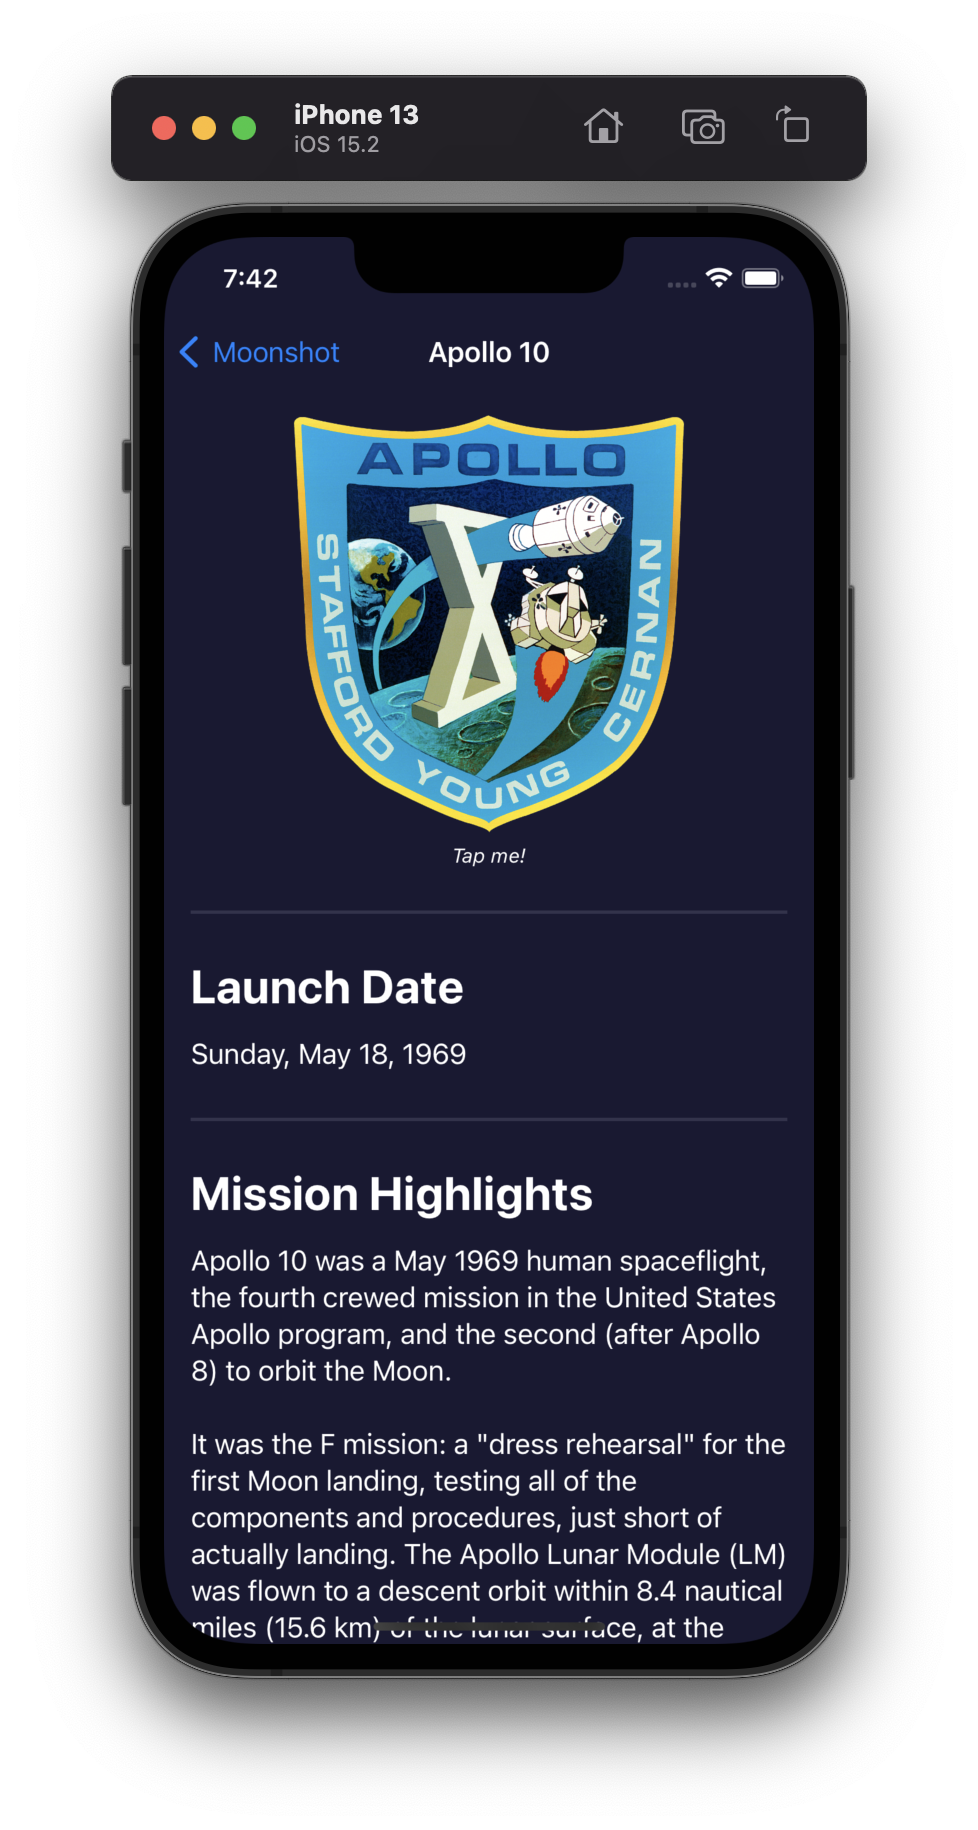 iPhone 13
iOS 15.2
7:42
Moonshot
Apollo 10
APOLLO
STAFFORD
YOUNG
CERNAN
Tap me!
Launch Date
Sunday, May 18, 1969
Mission Highlights
Apollo 10 was a May 1969 human spaceflight,
the fourth crewed mission in the United States
Apollo program, and the second (after Apollo
8) to orbit the Moon.
It was the F mission: a "dress rehearsal" for the
first Moon landing, testing all of the
components and procedures, just short of
actually landing. The Apollo Lunar Module (LM)
was flown to a descent orbit within 8.4 nautical
miles (15.6 km) of the lunar surface, at the